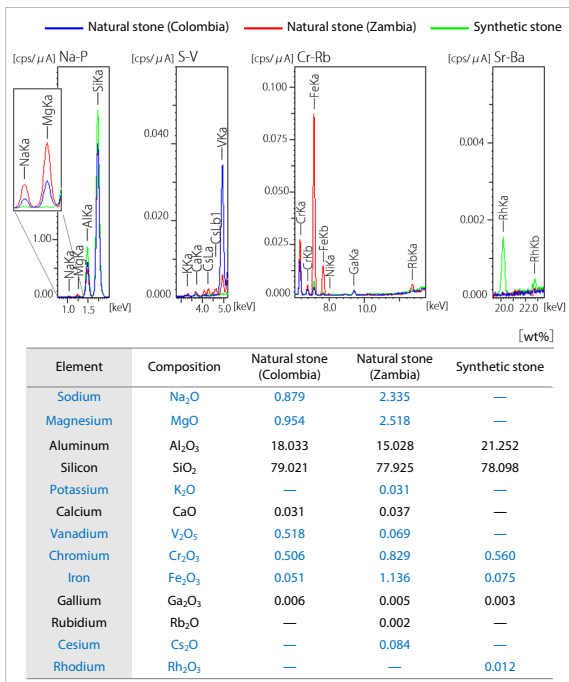 Natural stone (Colombia) Natural stone (Zambia) Synthetic stone
[cps/μA] Na-P
[cps/μA] S-V
[cps/μA] Cr-Rb
[cps/μA] Sr-Ba
NaKa
MgKa
SiKa
AlKa
NaKa
MgKa
1.00
0.00
1.0 1.5 [keV]
0.040
0.020
0.000
KKa
CaKa
CsLa
CsLb1
VKa
4.0 5.0
[keV]
0.100
0.075
0.050
0.025
0.000
CrKa
CrKb
FeKa
FeKb
NiKa
GaKa
RbKa
8.0 10.0 [keV]
0.004
0.002
0.000
RhKa
RhKb
20.0 22.0
[keV]
[wt%]
Element Composition Natural stone (Colombia) Natural stone (Zambia) Synthetic stone
Sodium Na₂O 0.879 2.335 —
Magnesium MgO 0.954 2.518 —
Aluminum Al₂O₃ 18.033 15.028 21.252
Silicon SiO₂ 79.021 77.925 78.098
Potassium K₂O — 0.031 —
Calcium CaO 0.031 0.037 —
Vanadium V₂O₅ 0.518 0.069 —
Chromium Cr₂O₃ 0.506 0.829 0.560
Iron Fe₂O₃ 0.051 1.136 0.075
Gallium Ga₂O₃ 0.006 0.005 0.003
Rubidium Rb₂O — 0.002 —
Cesium Cs₂O — 0.084 —
Rhodium Rh₂O₃ — — 0.012